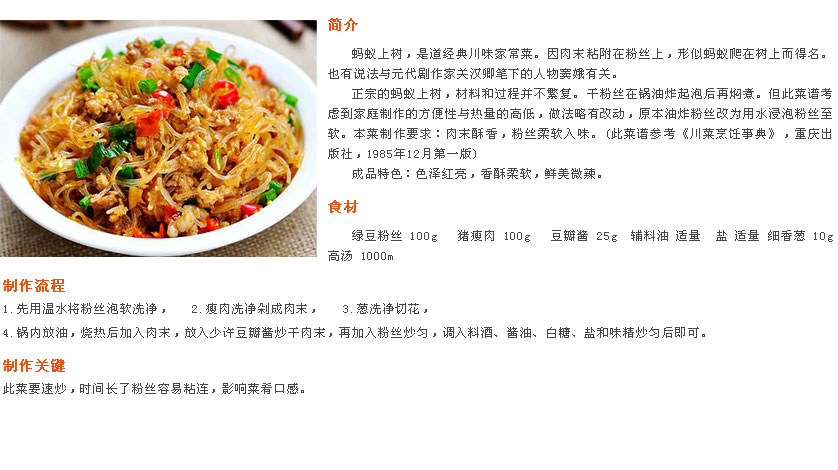 简介
蚂蚁上树，是道经典川味家常菜。因肉末粘附在粉丝上，形似蚂蚁爬在树上而得名。
也有说法与元代剧作家关汉卿笔下的人物窦娥有关。
正宗的蚂蚁上树，材料和过程并不繁复。干粉丝在锅油炸起泡后再焖煮。但此菜谱考
虑到家庭制作的方便性与热量的高低，做法略有改动，原本油炸粉丝改为用水浸泡粉丝至
软。本菜制作要求：肉末酥香，粉丝柔软入味。(此菜谱参考《川菜烹饪亊典》，重庆出
版社，1985年12月第一版)
成品特色：色泽红亮，香酥柔软，鲜美微辣。
食材
绿豆粉丝 100g 猪瘦肉 100g 豆瓣酱 25g 辅料油 适量 盐 适量 细香葱 10g
高汤 1000m
制作流程
1.先用温水将粉丝泡软洗净， 2.瘦肉洗净剁成肉末， 3.葱洗净切花，
4.锅内放油，烧热后加入肉末，放入少许豆瓣酱炒干肉末，再加入粉丝炒匀，调入料酒、酱油、白糖、盐和味精炒匀后即可。
制作关键
此菜要速炒，时间长了粉丝容易粘连，影响菜肴口感。